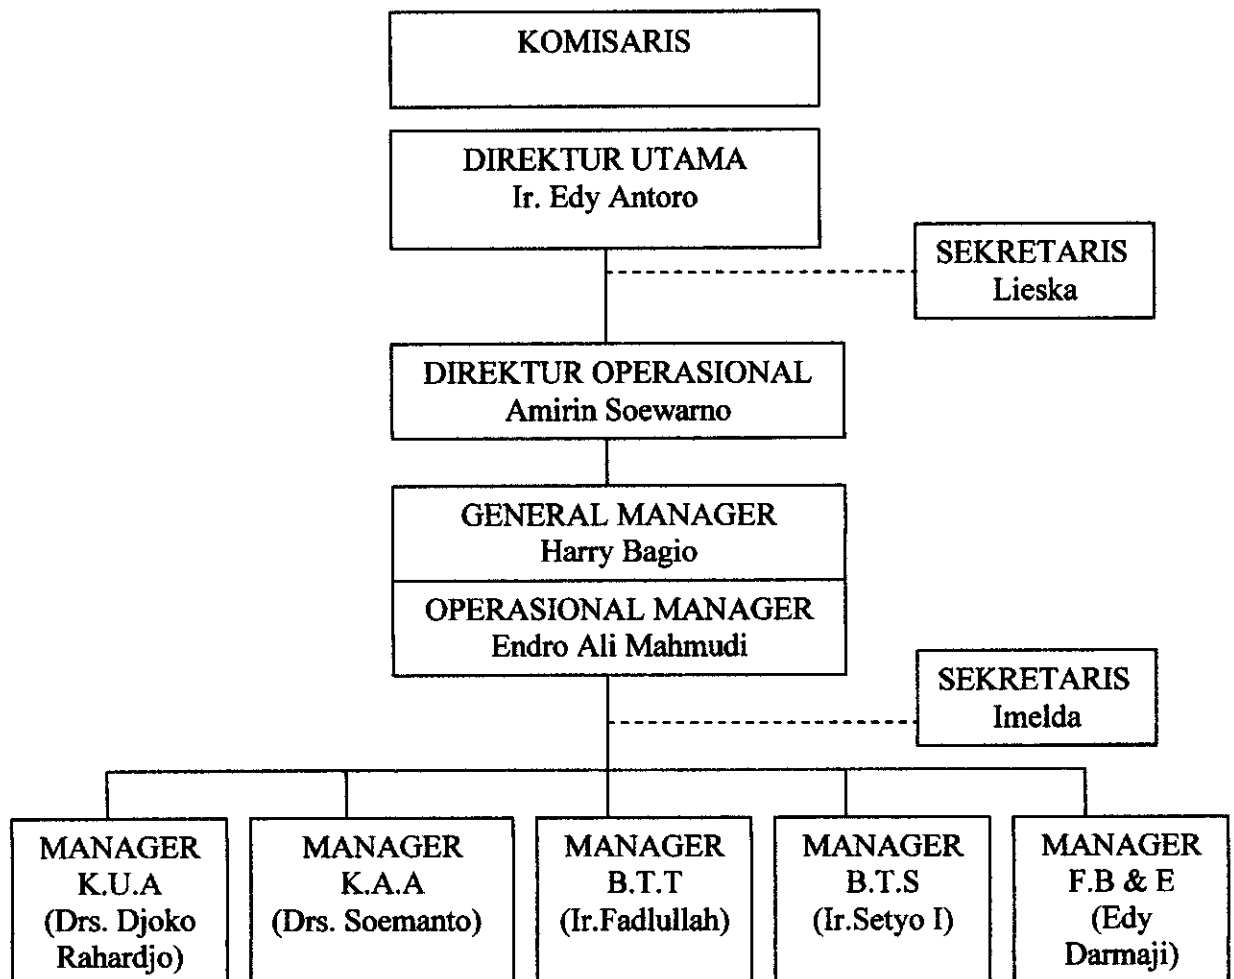 KOMISARIS
DIREKTUR UTAMA
Ir. Edy Antoro
SEKRETARIS
Lieska
DIREKTUR OPERASIONAL
Amirin Soewarno
GENERAL MANAGER
Harry Bagio
OPERASIONAL MANAGER
Endro Ali Mahmudi
SEKRETARIS
Imelda
MANAGER
K.U.A
(Drs. Djoko
Rahardjo)
MANAGER
K.A.A
(Drs. Soemanto)
MANAGER
B.T.T
(Ir.Fadlullah)
MANAGER
B.T.S
(Ir.Setyo I)
MANAGER
F.B & E
(Edy
Darmaji)